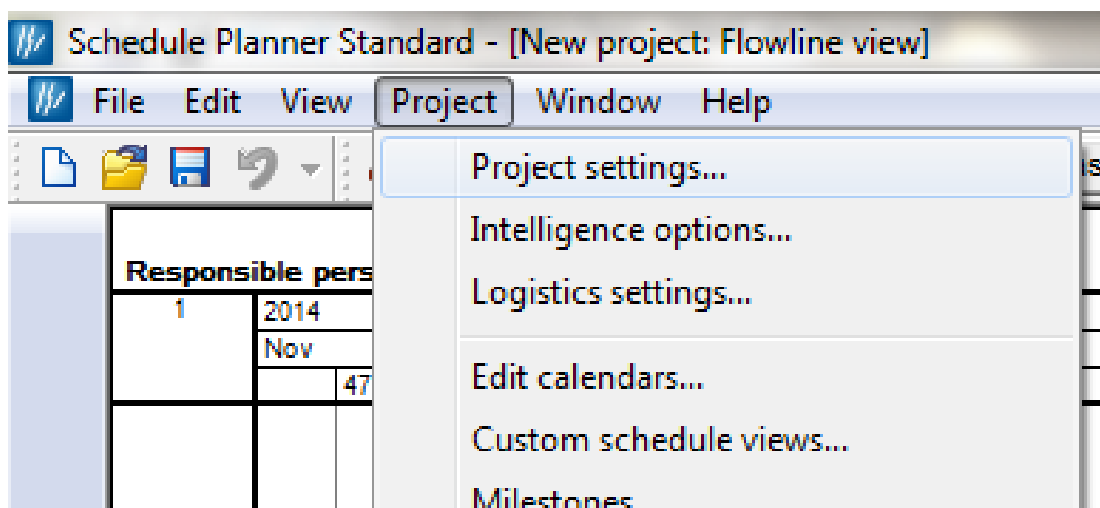 Schedule Planner Standard - [New project: Flowline view]
File Edit View Project Window Help
Project settings...
Intelligence options...
Responsible pers
Logistics settings...
1 2014
Nov
47
Edit calendars...
Custom schedule views...
Milestones